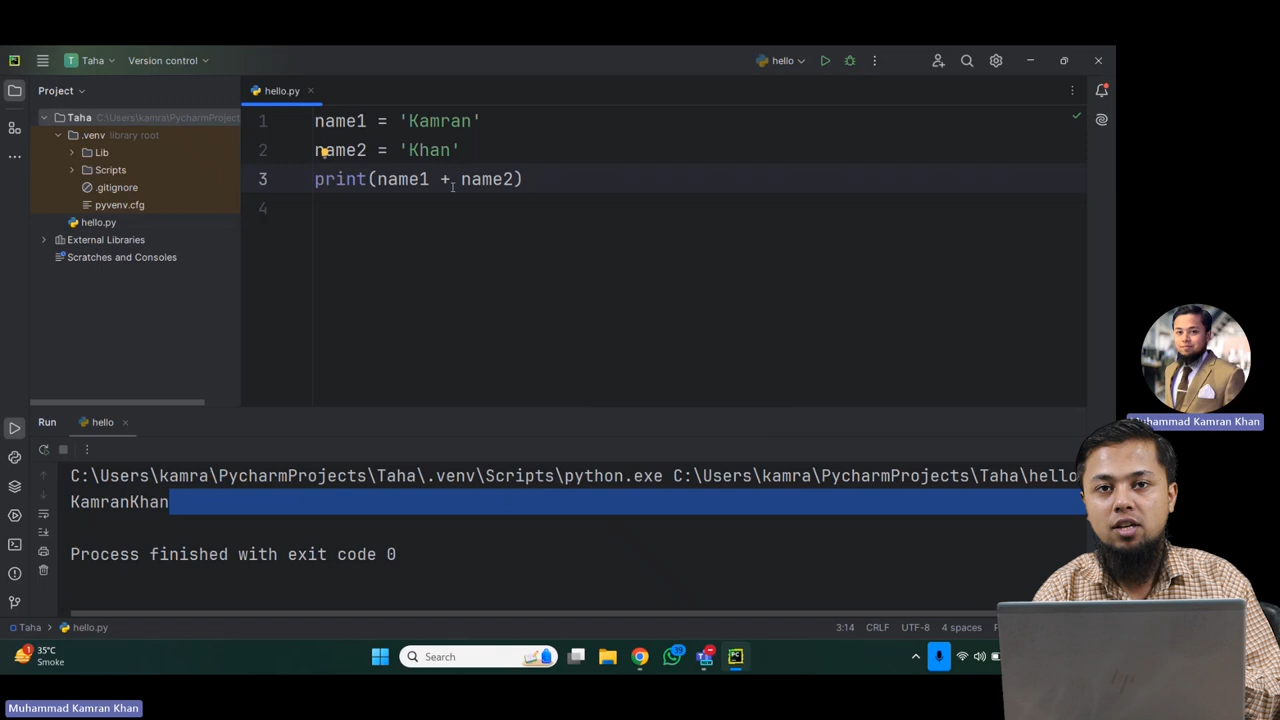 Taha
Version control
hello
Project
hello.py
Taha C:\Users\kamra\PycharmProject
.venv library root
Lib
Scripts
.gitignore
pyvenv.cfg
hello.py
External Libraries
Scratches and Consoles
1 name1 = 'Kamran'
2 name2 = 'Khan'
3 print(name1 + name2)
4
Muhammad Kamran Khan
Run
hello
C:\Users\kamra\PycharmProjects\Taha\.venv\Scripts\python.exe C:\Users\kamra\PycharmProjects\Taha\hello
KamranKhan
Process finished with exit code 0
Taha > hello.py
3:14 CRLF UTF-8 4 spaces
1
35°C
Smoke
Search
39
PC
Muhammad Kamran Khan